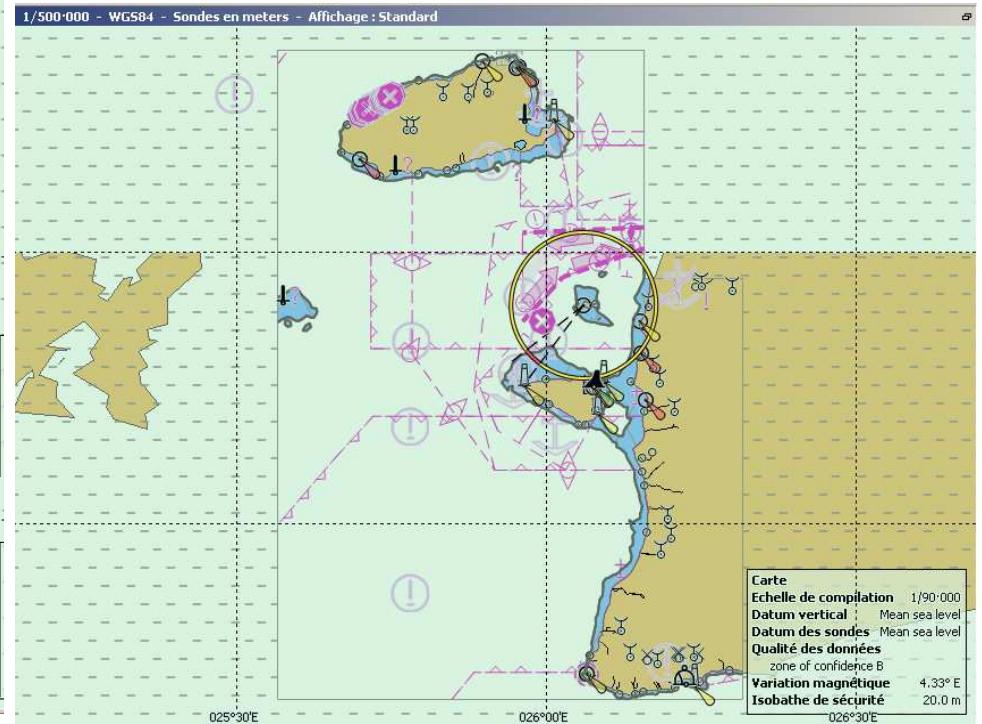 1/500·000 - WGS84 - Sondes en meters - Affichage : Standard
Carte
Echelle de compilation 1/90·000
Datum vertical Mean sea level
Datum des sondes Mean sea level
Qualité des données
zone of confidence B
Variation magnétique 4.33° E
Isobathe de sécurité 20.0 m
025°30'E
026°00'E
026°30'E